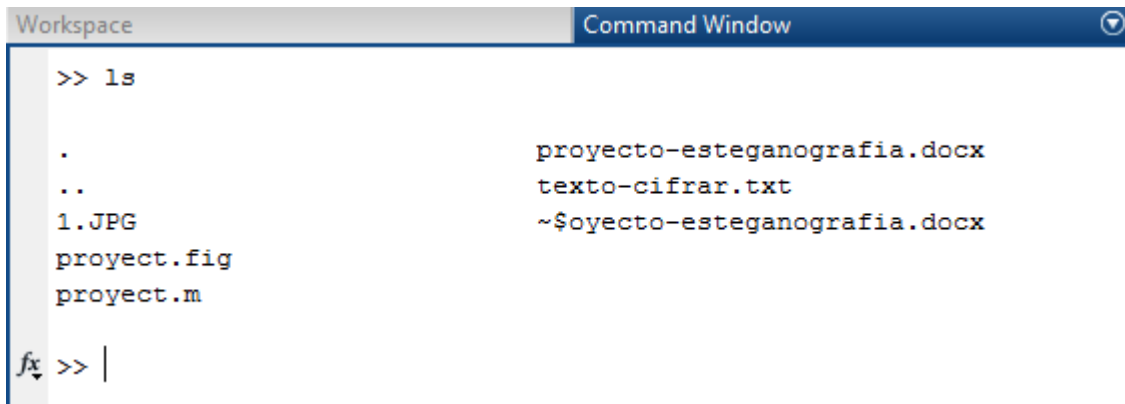 Workspace Command Window
>> ls
. proyecto-esteganografia.docx
.. texto-cifrar.txt
1.JPG ~$oyecto-esteganografia.docx
proyect.fig
proyect.m
fx >>